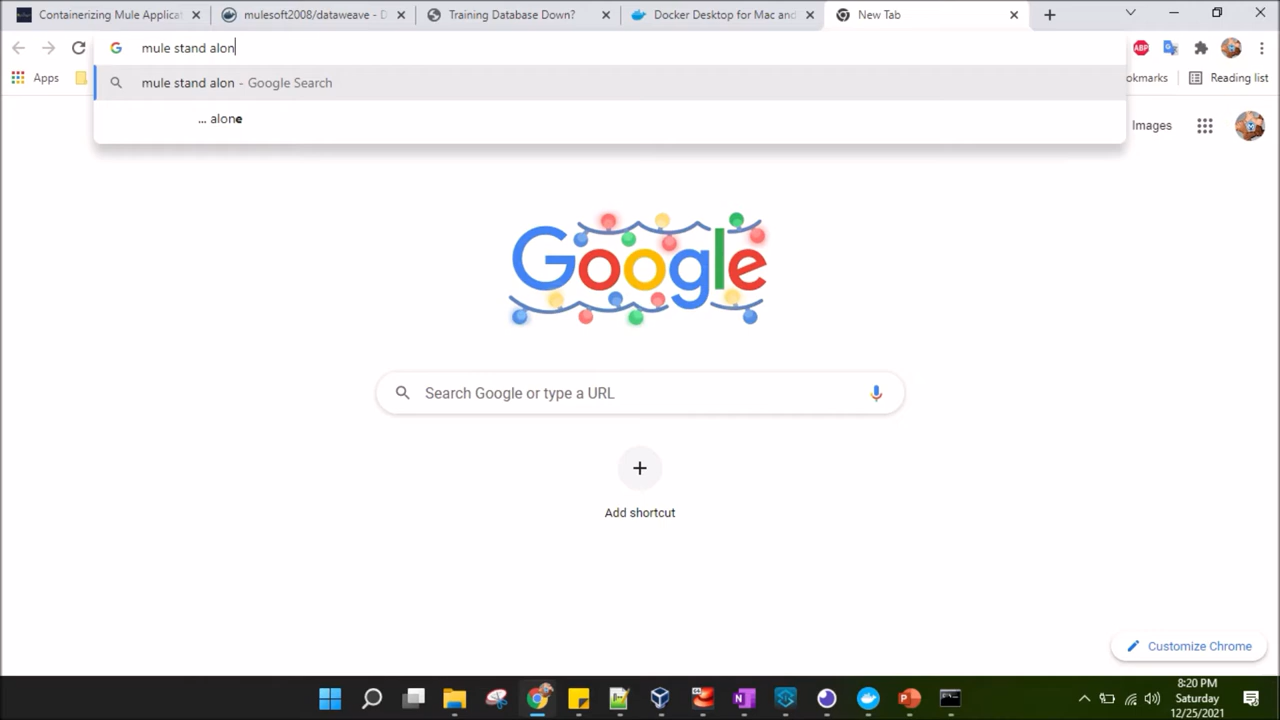 Containerizing Mule Applicat
mulesoft2008/dataweave - D
Training Database Down?
Docker Desktop for Mac and
New Tab
mule stand alon
ABP
Apps
mule stand alon - Google Search
okmarks
Reading list
... alone
Images
Google
Search Google or type a URL
Add shortcut
Customize Chrome
8:20 PM
Saturday
12/25/2021